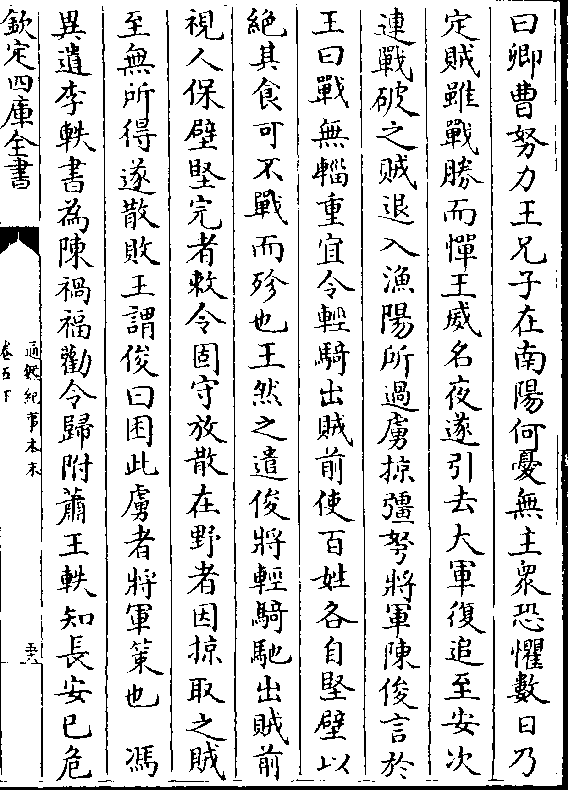 曰卿曹努力王兄子在南陽何憂無主衆恐懼數日乃
定賊雖戰勝而憚王威名夜遂引去大軍復追至安次
連戰破之賊退入漁陽所過虜掠彊弩將軍陳俊言於
王曰戰無輜重宜令輕騎出賊前使百姓各自堅壁以
絶其食可不戰而殄也王然之遣俊將輕騎馳出賊前
視人保壁堅完者敕令固守放散在野者因掠取之賊
至無所得遂散敗王謂俊曰困此虜者將軍策也　馮
異遺李軼書為陳禍福勸令歸附蕭王軼知長安已危
欽定四庫全書
通鑑紀事本末
卷五下